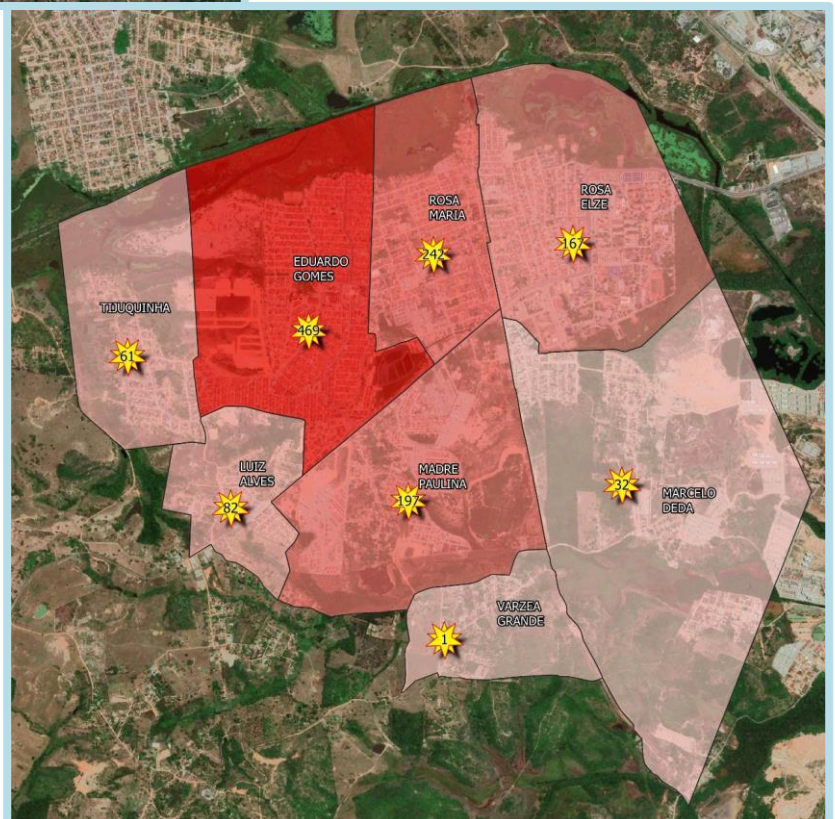 ROSA
MARIA
242
ROSA
ELZE
167
EDUARDO
GOMES
469
TIJUQUINHA
61
LUIZ
ALVES
82
MADRE
PAULINA
197
MARCELO
DEDA
32
VARZEA
GRANDE
1